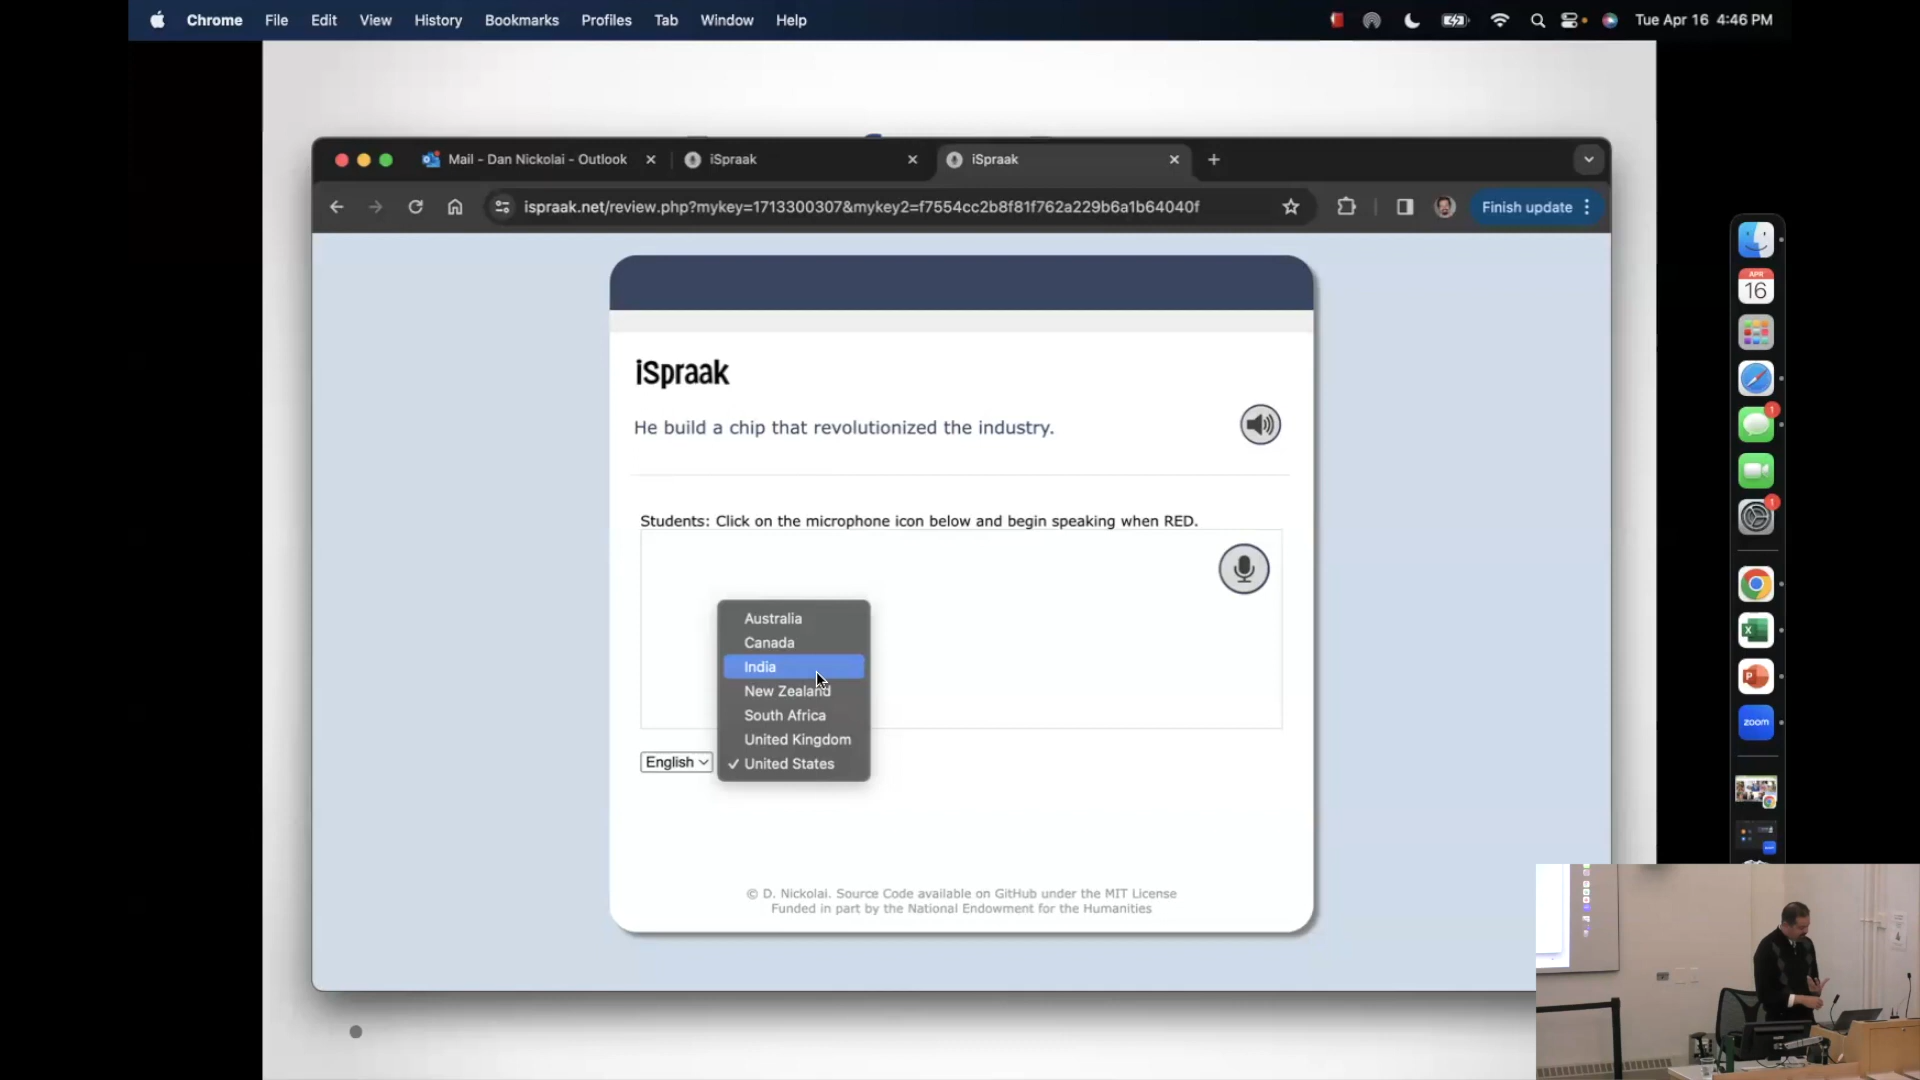 Chrome File Edit View History Bookmarks Profiles Tab Window Help Tue Apr 16 4:46 PM
Mail - Dan Nickolai - Outlook iSpraak iSpraak
ispraak.net/review.php?mykey=1713300307&mykey2=f7554cc2b8f81f762a229b6a1b64040f Finish update
iSpraak
He build a chip that revolutionized the industry.
Students: Click on the microphone icon below and begin speaking when RED.
Australia
Canada
India
New Zealand
South Africa
United Kingdom
English ✓ United States
© D. Nickolai. Source Code available on GitHub under the MIT License
Funded in part by the National Endowment for the Humanities
APR
16
1
1
zoom